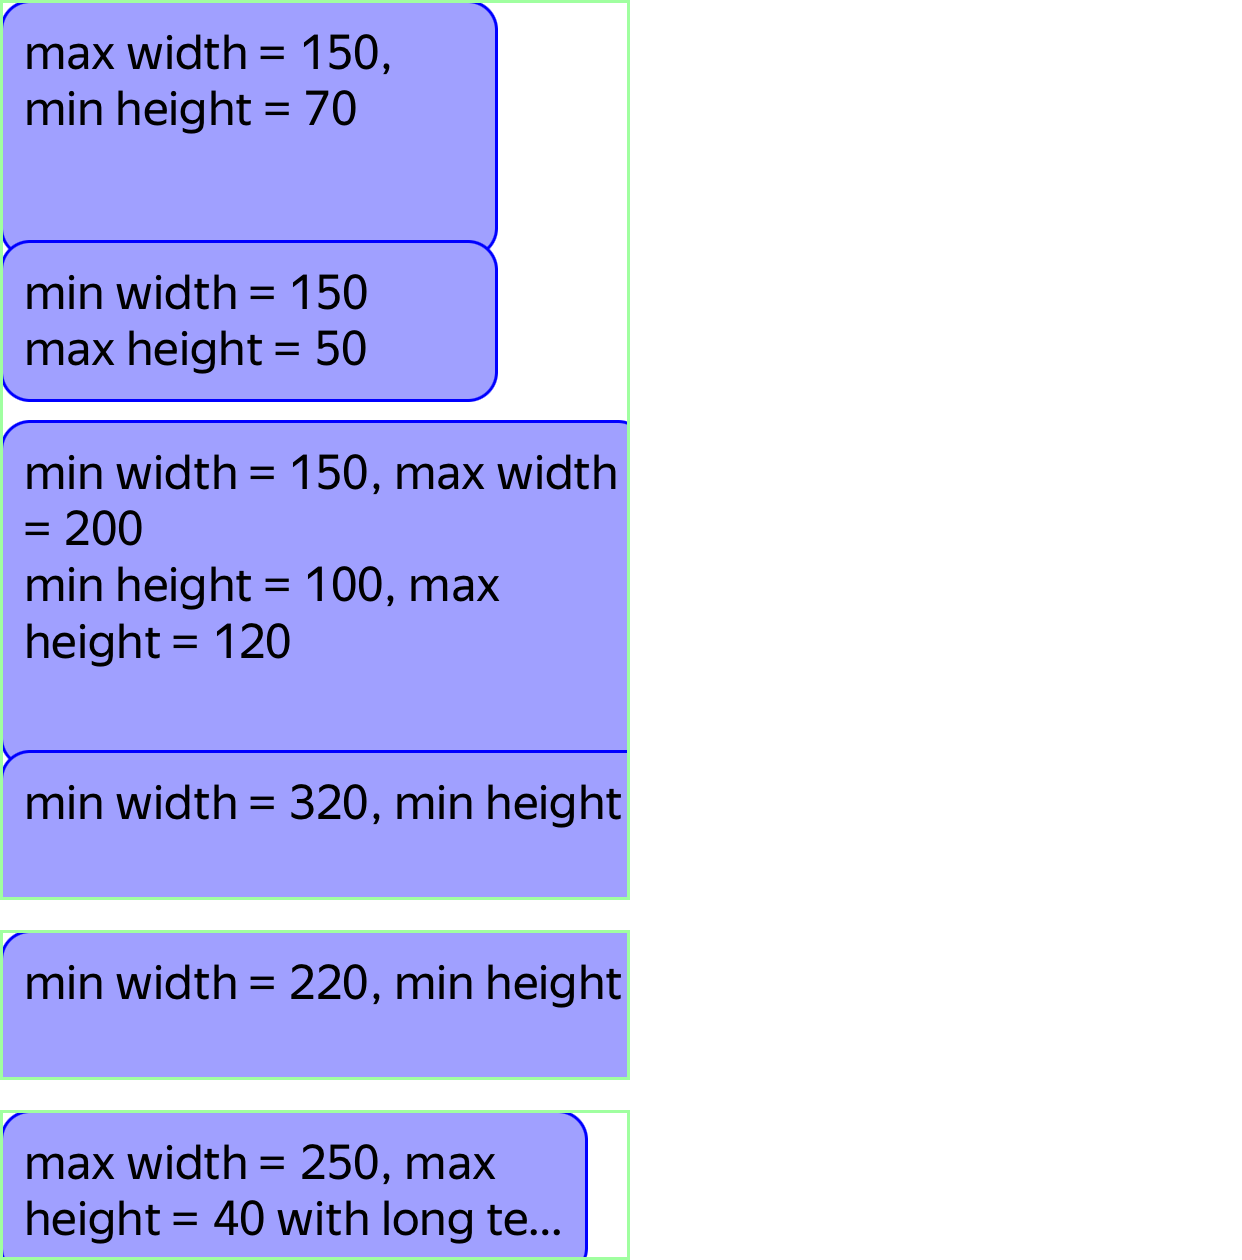 max width = 150,
min height = 70
min width = 150
max height = 50
min width = 150, max width
= 200
min height = 100, max
height = 120
min width = 320, min height
min width = 220, min height
max width = 250, max
height = 40 with long te...